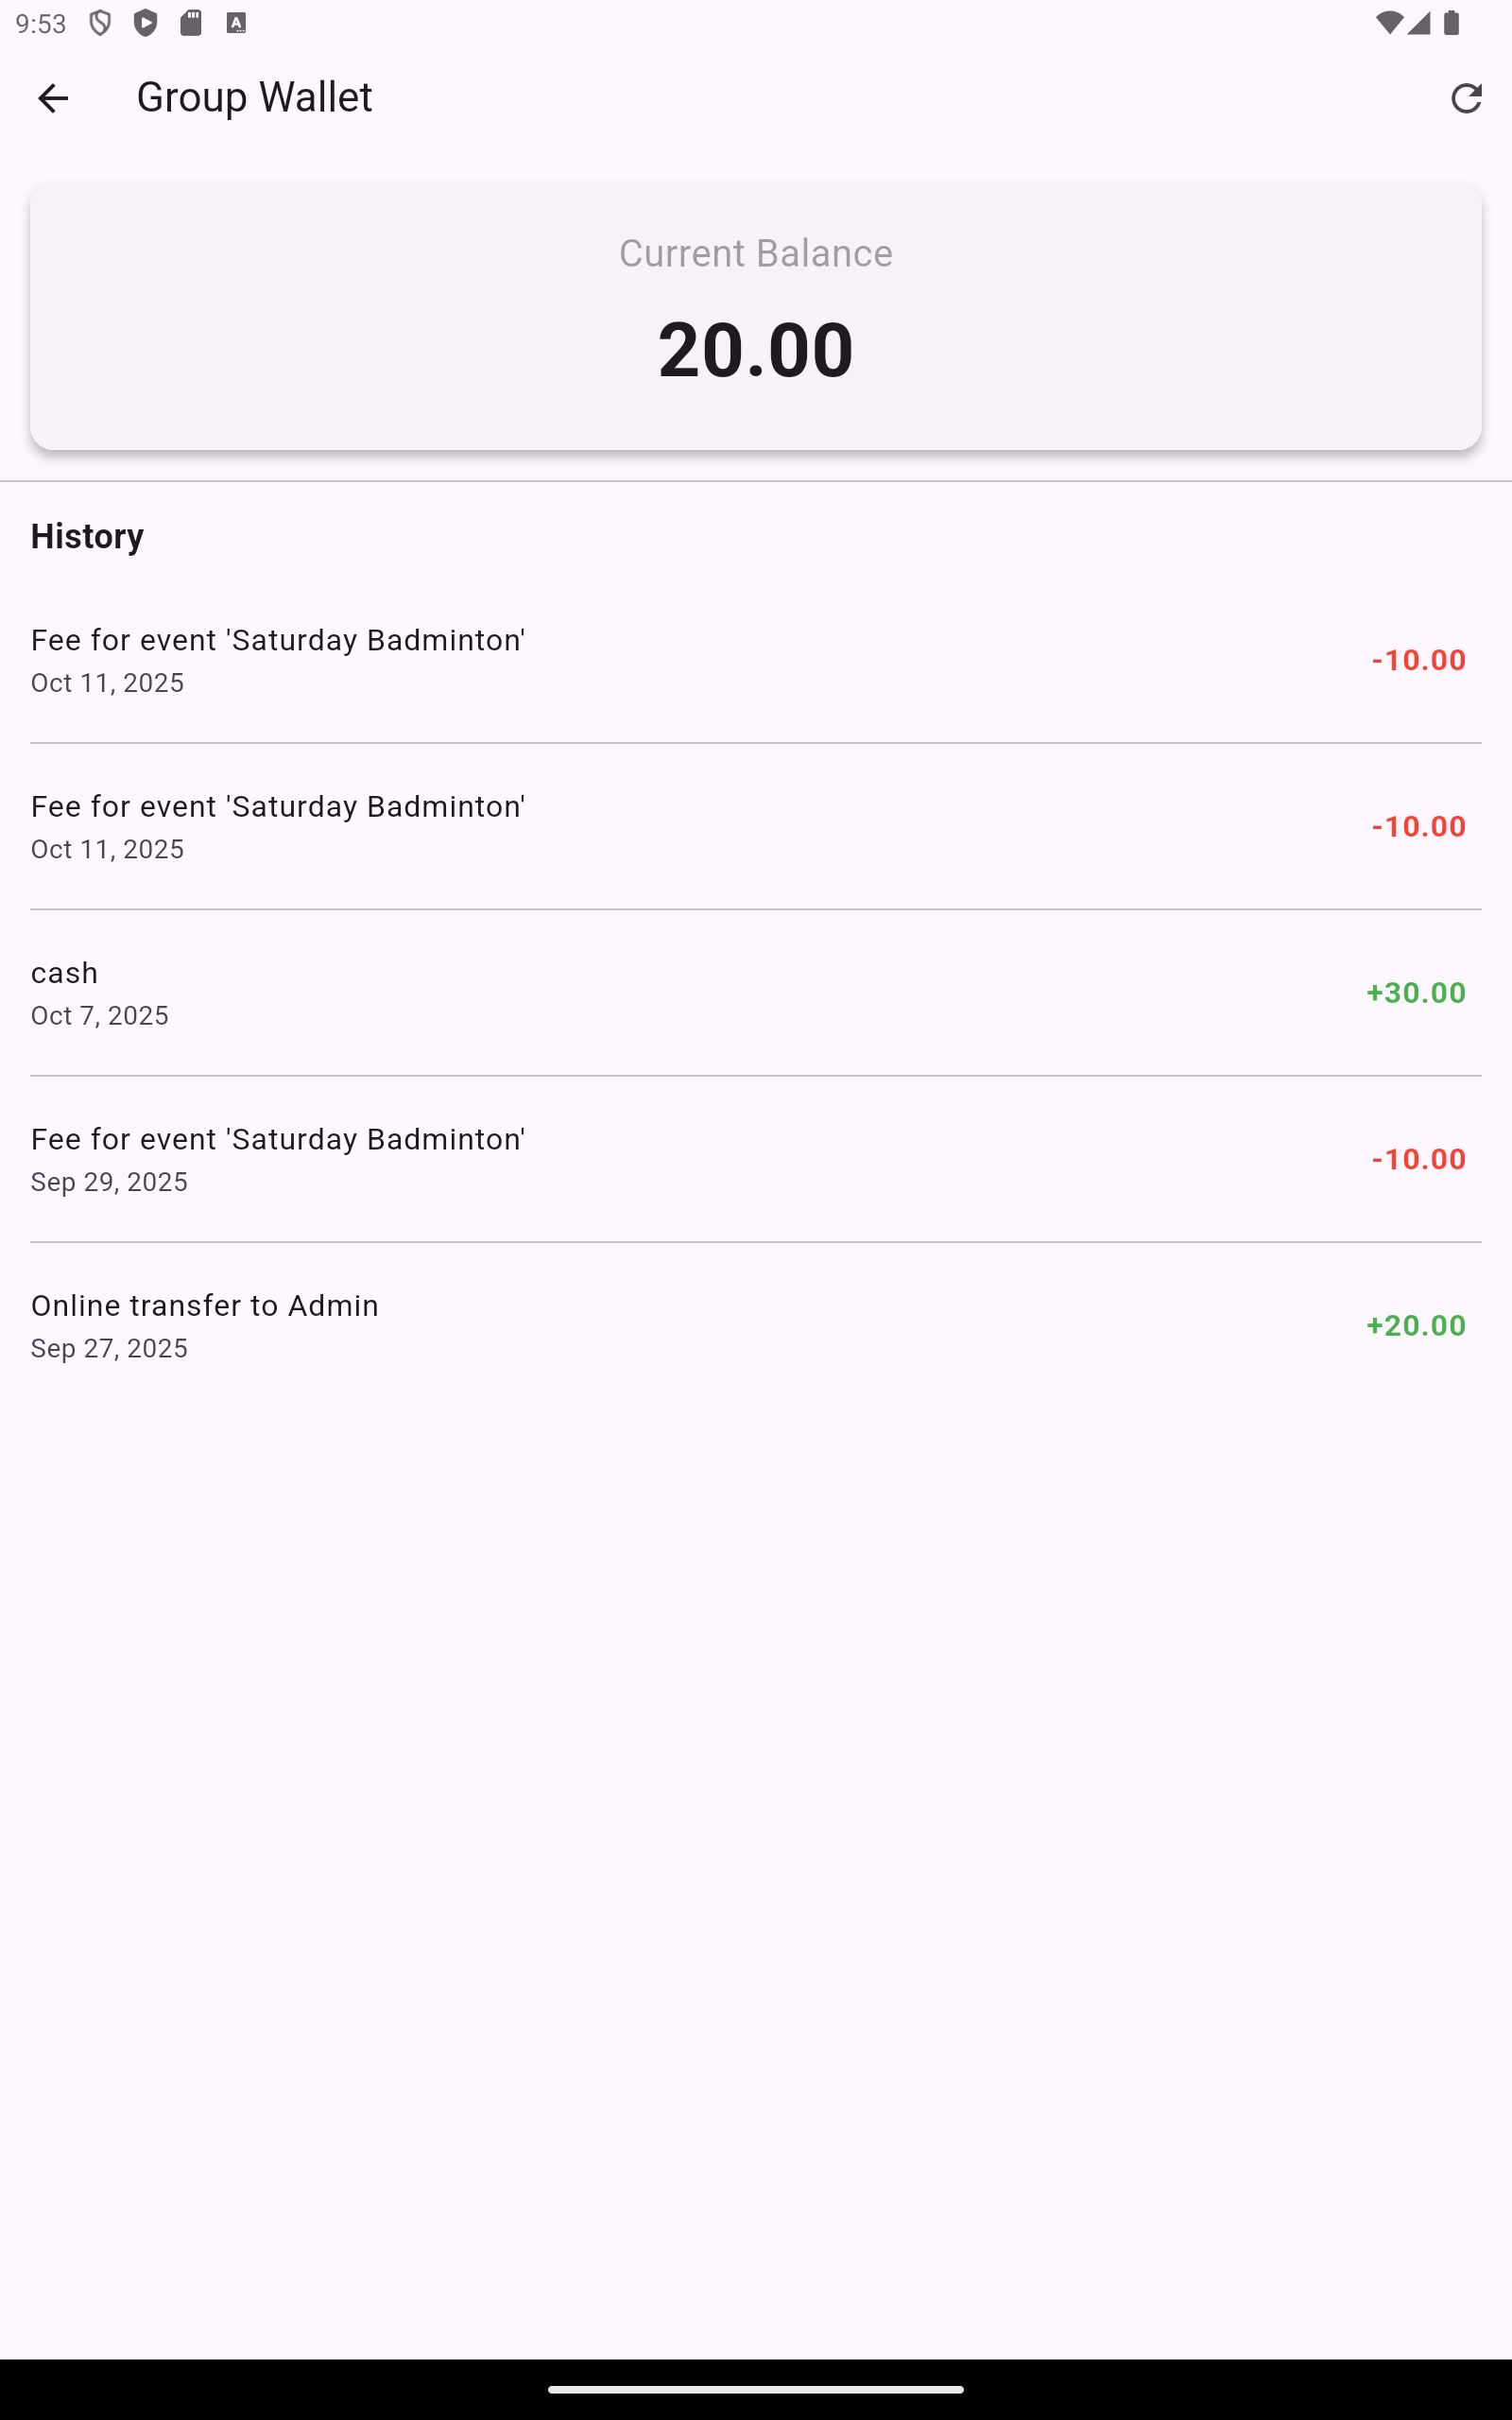 9:53
Group Wallet
Current Balance
20.00
History
Fee for event 'Saturday Badminton'
Oct 11, 2025
-10.00
Fee for event 'Saturday Badminton'
Oct 11, 2025
-10.00
cash
Oct 7, 2025
+30.00
Fee for event 'Saturday Badminton'
Sep 29, 2025
-10.00
Online transfer to Admin
Sep 27, 2025
+20.00